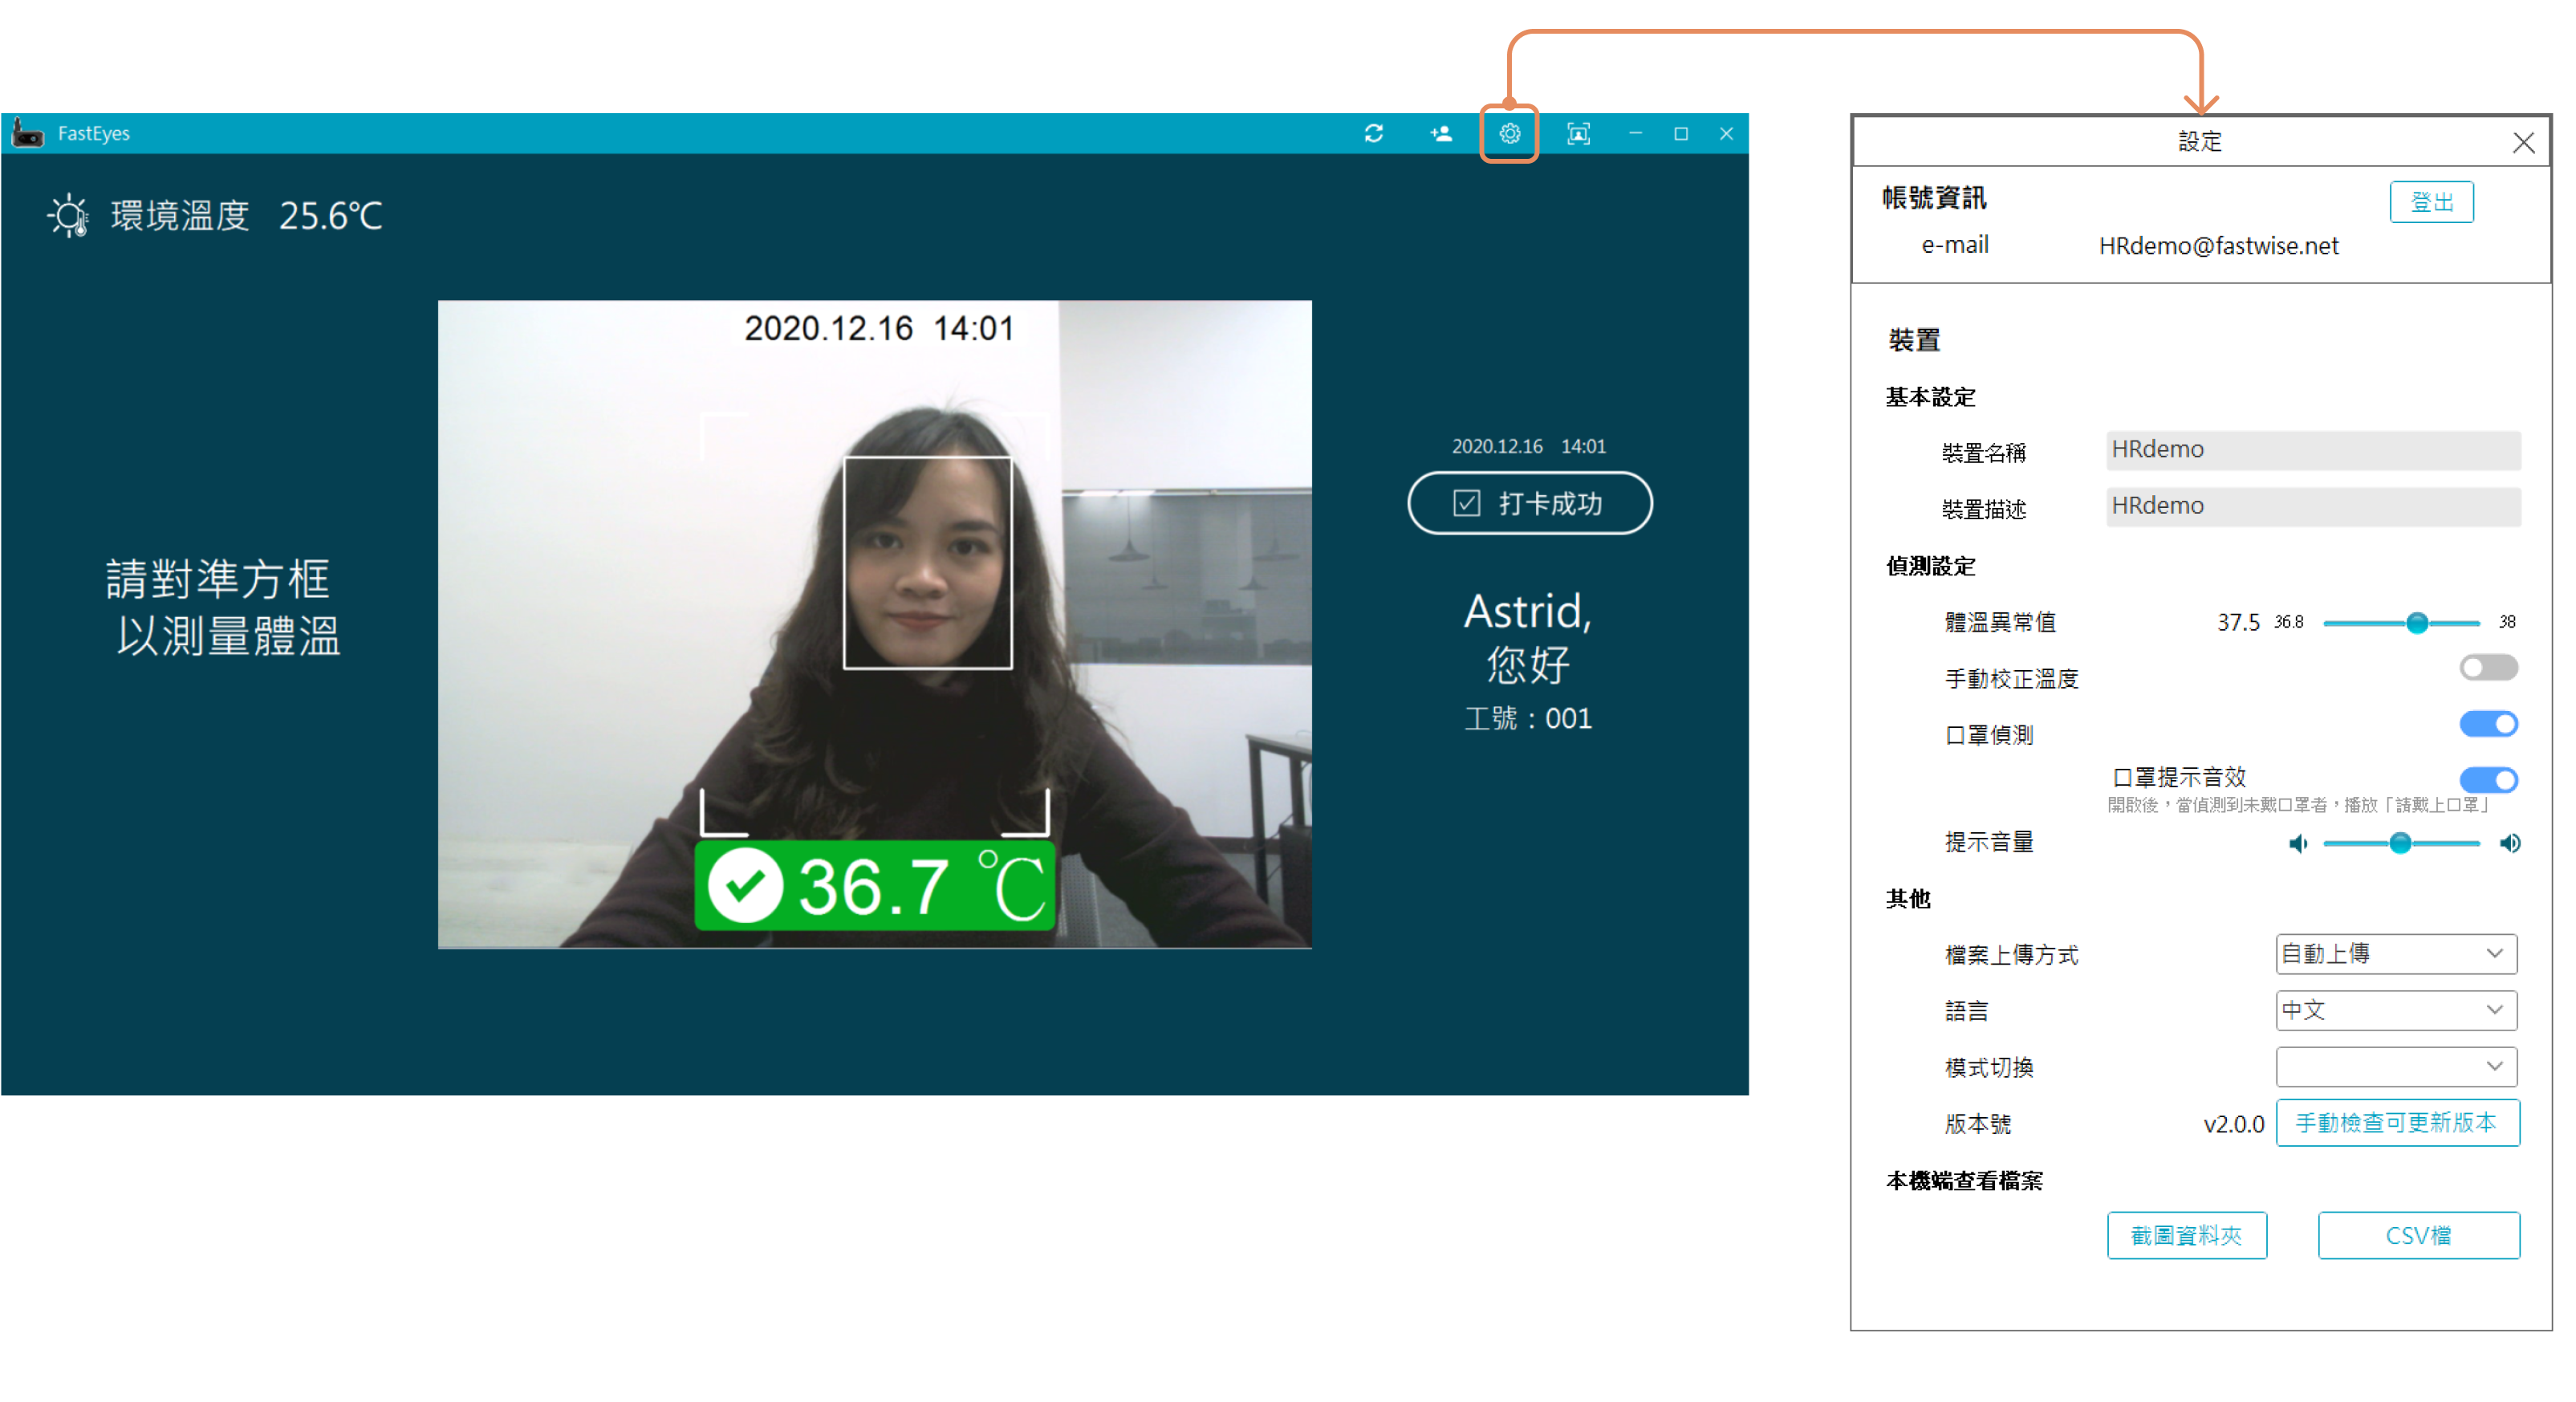 FastEyes
環境溫度 25.6℃
2020.12.16 14:01
請對準方框
以測量體溫
36.7 ℃
2020.12.16 14:01
打卡成功
Astrid,
您好
工號：001
設定
帳號資訊
登出
e-mail HRdemo@fastwise.net
裝置
基本設定
裝置名稱 HRdemo
裝置描述 HRdemo
偵測設定
體溫異常值 37.5 36.8 38
手動校正溫度
口罩偵測
口罩提示音效
開啟後，當偵測到未戴口罩者，播放「請戴上口罩」
提示音量
其他
檔案上傳方式 自動上傳
語言 中文
模式切換
版本號 v2.0.0 手動檢查可更新版本
本機端查看檔案
截圖資料夾 CSV檔